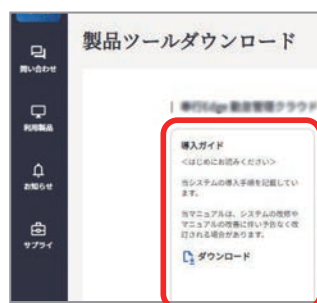 製品ツールダウンロード
問い合わせ
利用製品
お知らせ
サプライ
導入ガイド
<はじめにお読みください>
当システムの導入手順を記載してい
ます。
当マニュアルは、システムの改修や
マニュアルの改善に伴い予告なく改
訂される場合があります。
ダウンロード